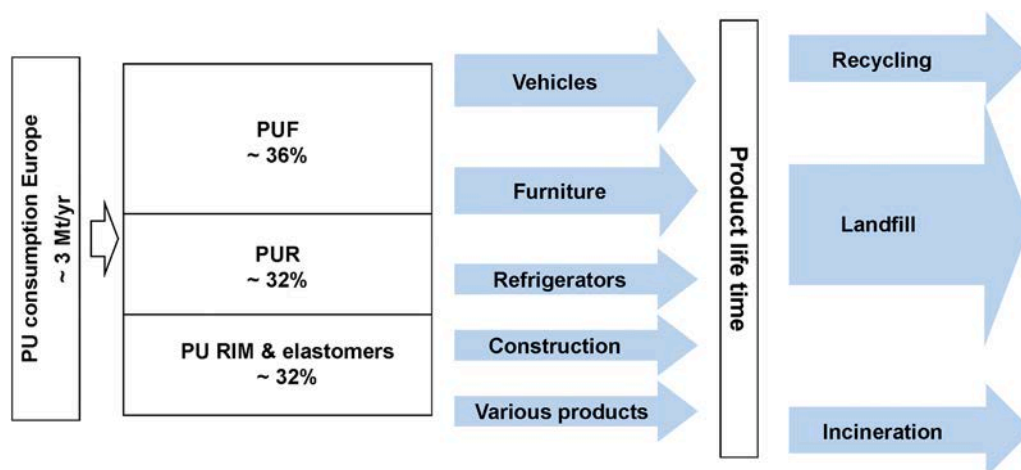 PU consumption Europe
~ 3 Mt/yr
PUF
~ 36%
PUR
~ 32%
PU RIM & elastomers
~ 32%
Vehicles
Furniture
Refrigerators
Construction
Various products
Product life time
Recycling
Landfill
Incineration